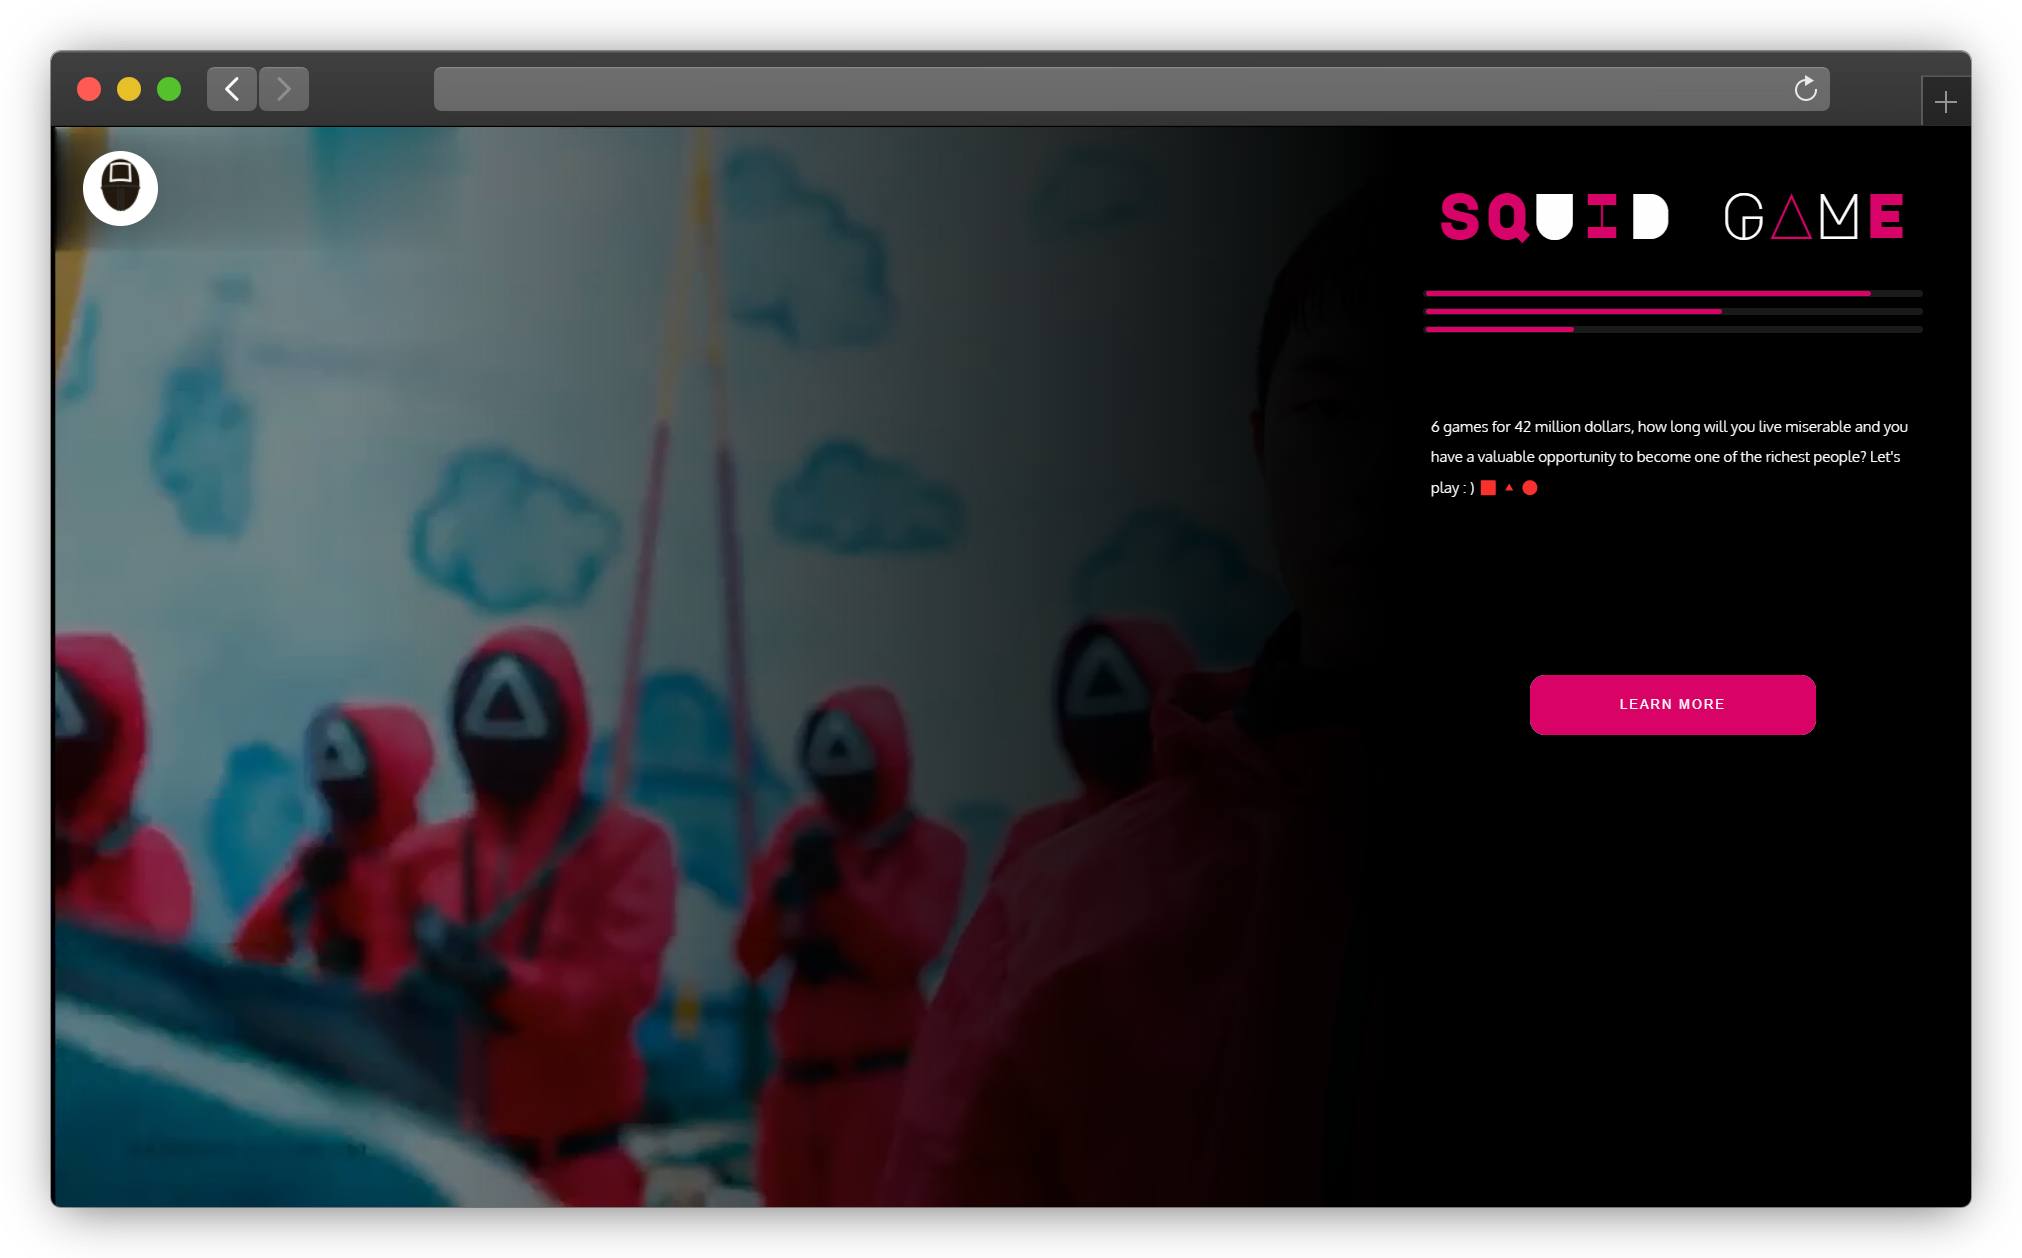 SQUID GAME
6 games for 42 million dollars, how long will you live miserable and you
have a valuable opportunity to become one of the richest people? Let's
play : ) 🟥 🔺 🔴
LEARN MORE